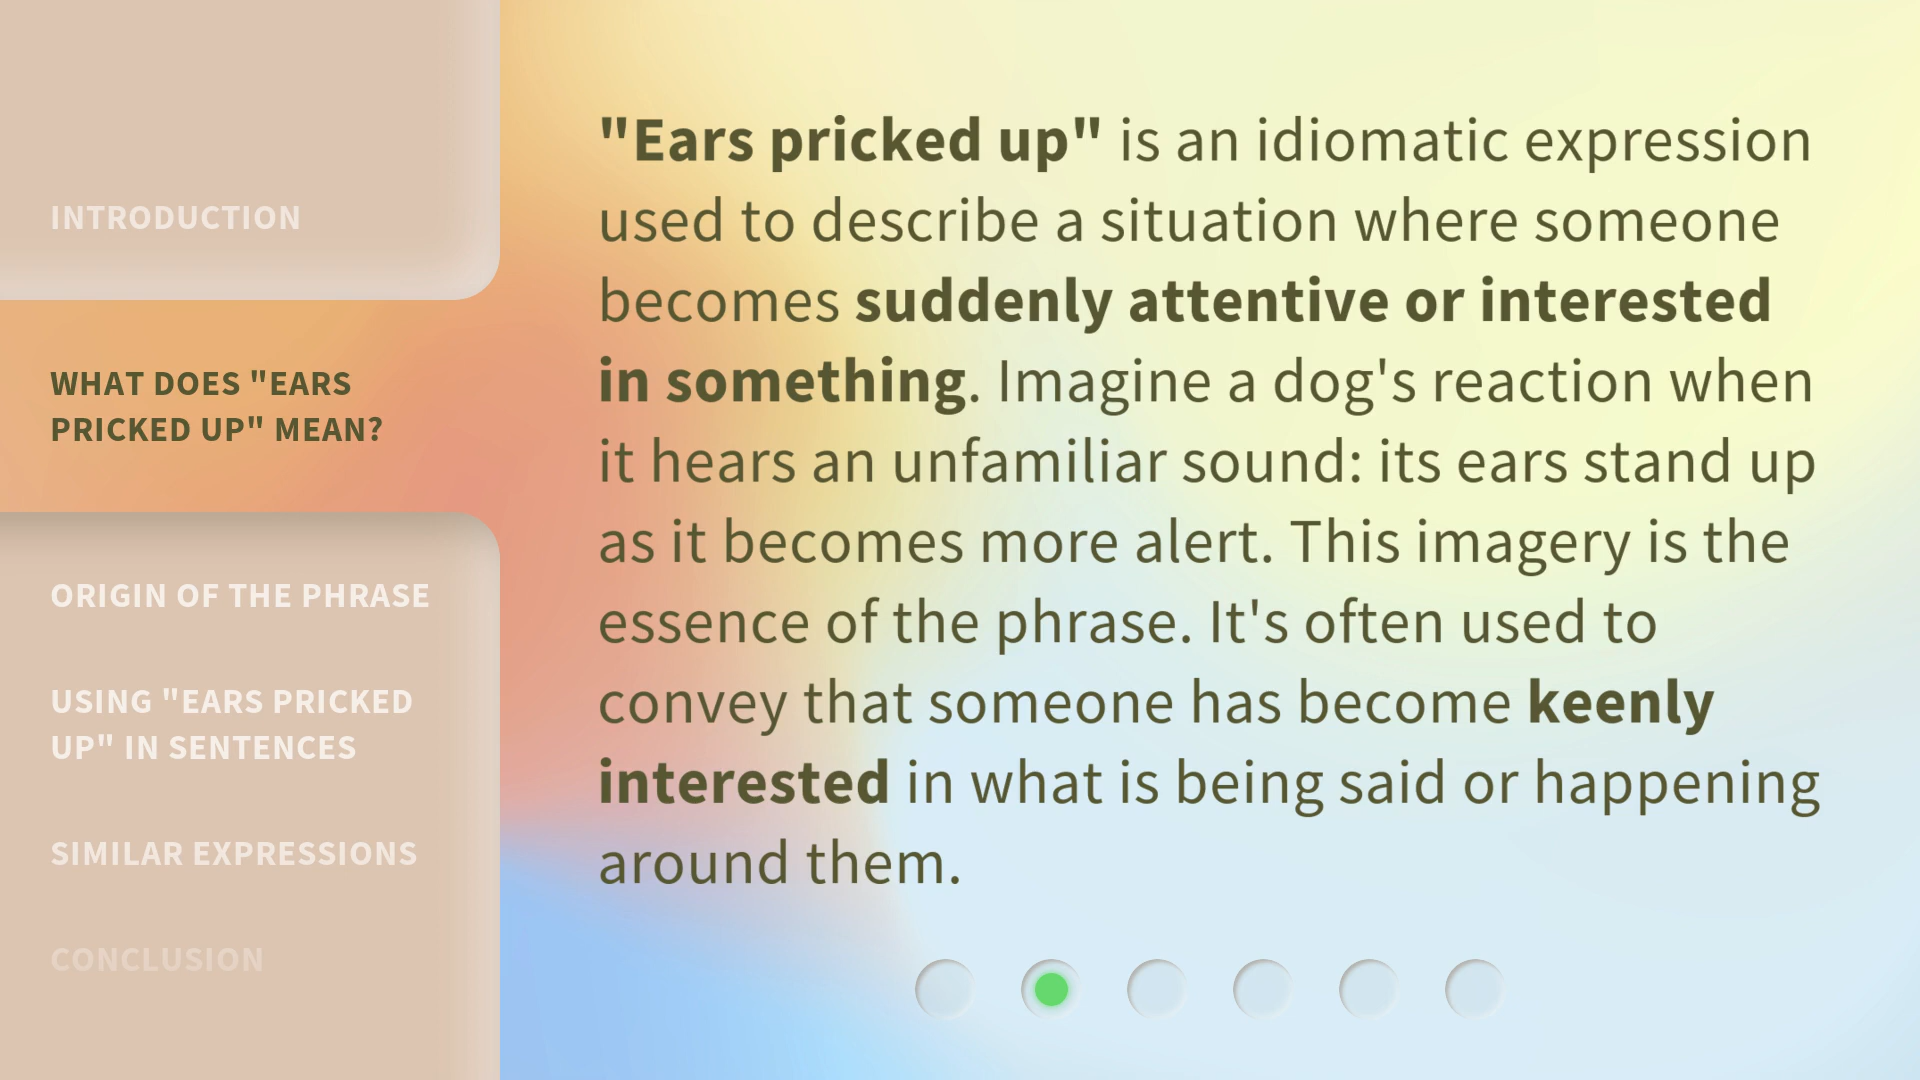 INTRODUCTION
WHAT DOES "EARS
PRICKED UP" MEAN?
ORIGIN OF THE PHRASE
USING "EARS PRICKED
UP" IN SENTENCES
SIMILAR EXPRESSIONS
CONCLUSION
"Ears pricked up" is an idiomatic expression
used to describe a situation where someone
becomes suddenly attentive or interested
in something. Imagine a dog's reaction when
it hears an unfamiliar sound: its ears stand up
as it becomes more alert. This imagery is the
essence of the phrase. It's often used to
convey that someone has become keenly
interested in what is being said or happening
around them.